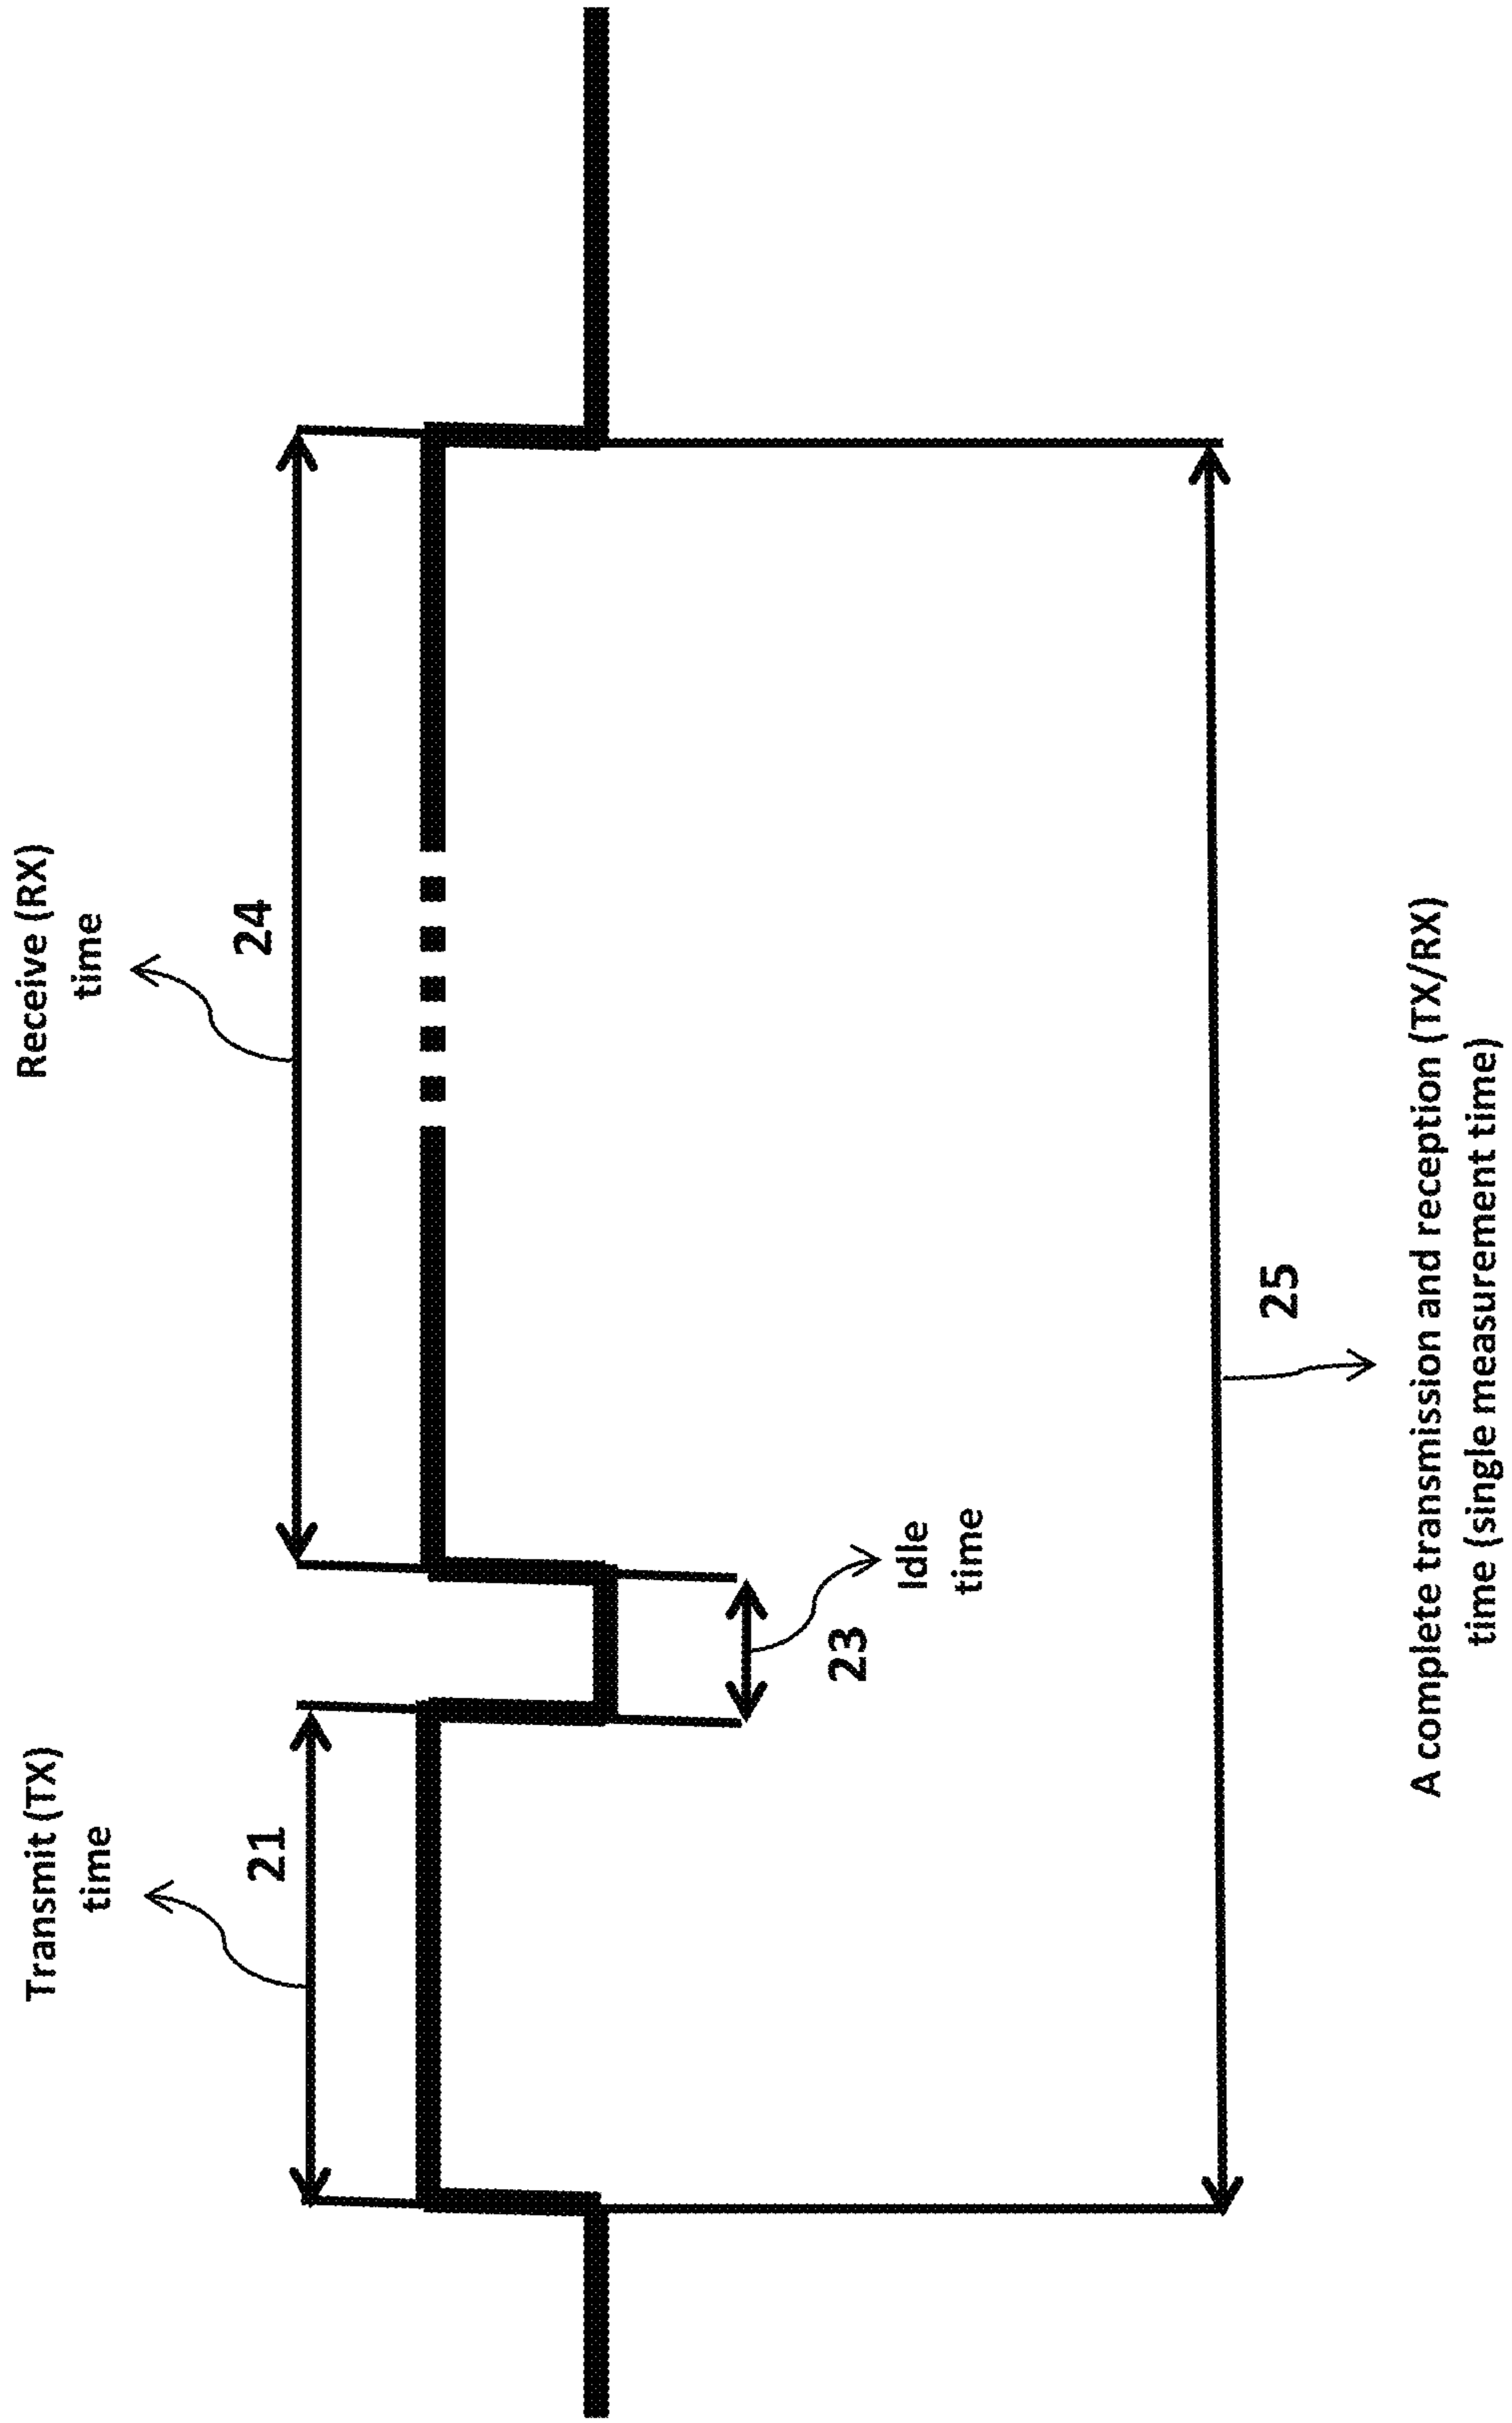 Transmit (TX)
time
21
Receive (RX)
time
24
23
Idle
time
25
A complete transmission and reception (TX/RX)
time (single measurement time)